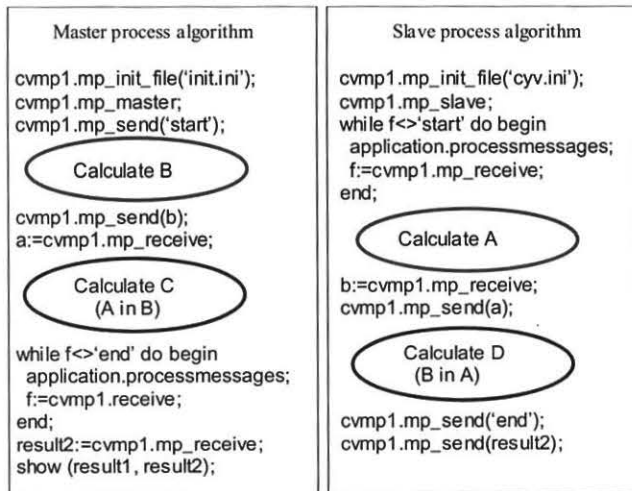 Master process algorithm
cvmp1.mp_init_file('init.ini');
cvmp1.mp_master;
cvmp1.mp_send('start');
Calculate B
cvmp1.mp_send(b);
a:=cvmp1.mp_receive;
Calculate C
(A in B)
while f<>'end' do begin
application.processmessages;
f:=cvmp1.receive;
end;
result2:=cvmp1.mp_receive;
show (result1, result2);
Slave process algorithm
cvmp1.mp_init_file('cyv.ini');
cvmp1.mp_slave;
while f<>'start' do begin
application.processmessages;
f:=cvmp1.mp_receive;
end;
Calculate A
b:=cvmp1.mp_receive;
cvmp1.mp_send(a);
Calculate D
(B in A)
cvmp1.mp_send('end');
cvmp1.mp_send(result2);